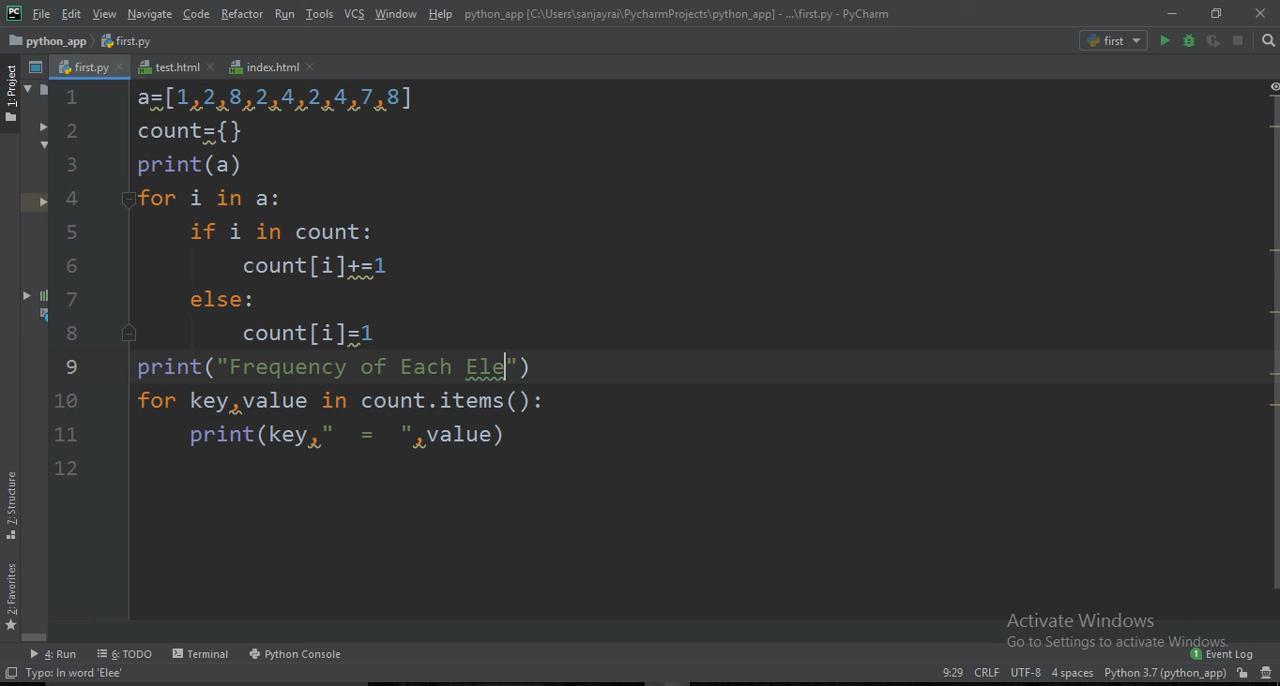 PC File Edit View Navigate Code Refactor Run Tools VCS Window Help python_app [C:\Users\sanjayrai\PycharmProjects\python_app] - ...\first.py - PyCharm
python_app first.py first
1: Project first.py test.html index.html
1 a=[1,2,8,2,4,2,4,7,8]
2 count={}
3 print(a)
4 for i in a:
5 if i in count:
6 count[i]+=1
7 else:
8 count[i]=1
9 print("Frequency of Each Ele")
10 for key,value in count.items():
11 print(key," = ",value)
12
7: Structure
2: Favorites
Activate Windows
Go to Settings to activate Windows.
4: Run 6: TODO Terminal Python Console 1 Event Log
Typo: In word 'Elee' 9:29 CRLF UTF-8 4 spaces Python 3.7 (python_app)